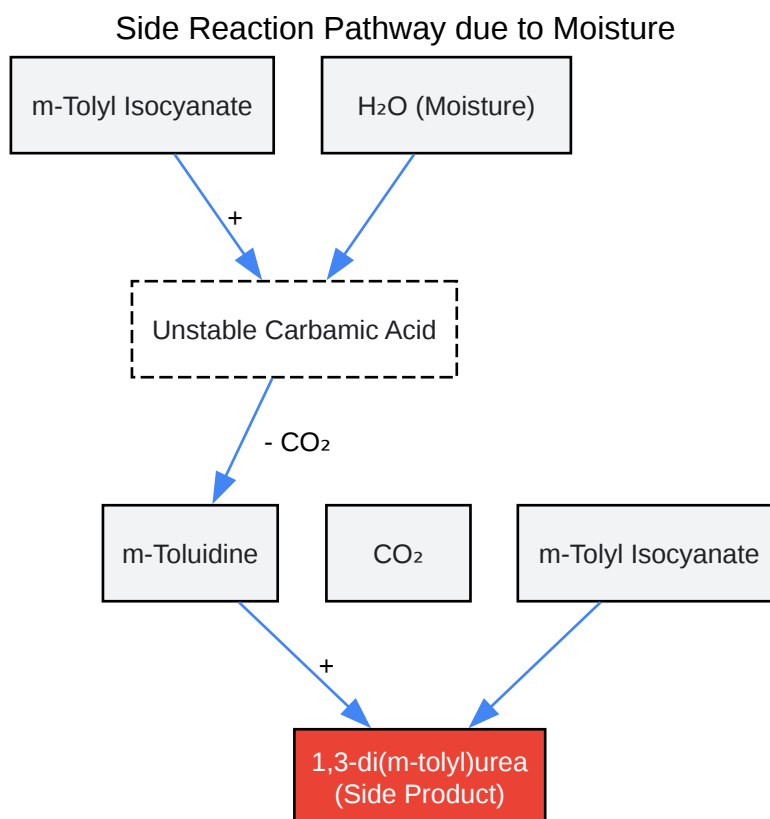 Side Reaction Pathway due to Moisture
m-Tolyl Isocyanate
H₂O (Moisture)
+
Unstable Carbamic Acid
- CO₂
m-Toluidine
CO₂
m-Tolyl Isocyanate
+
1,3-di(m-tolyl)urea
(Side Product)